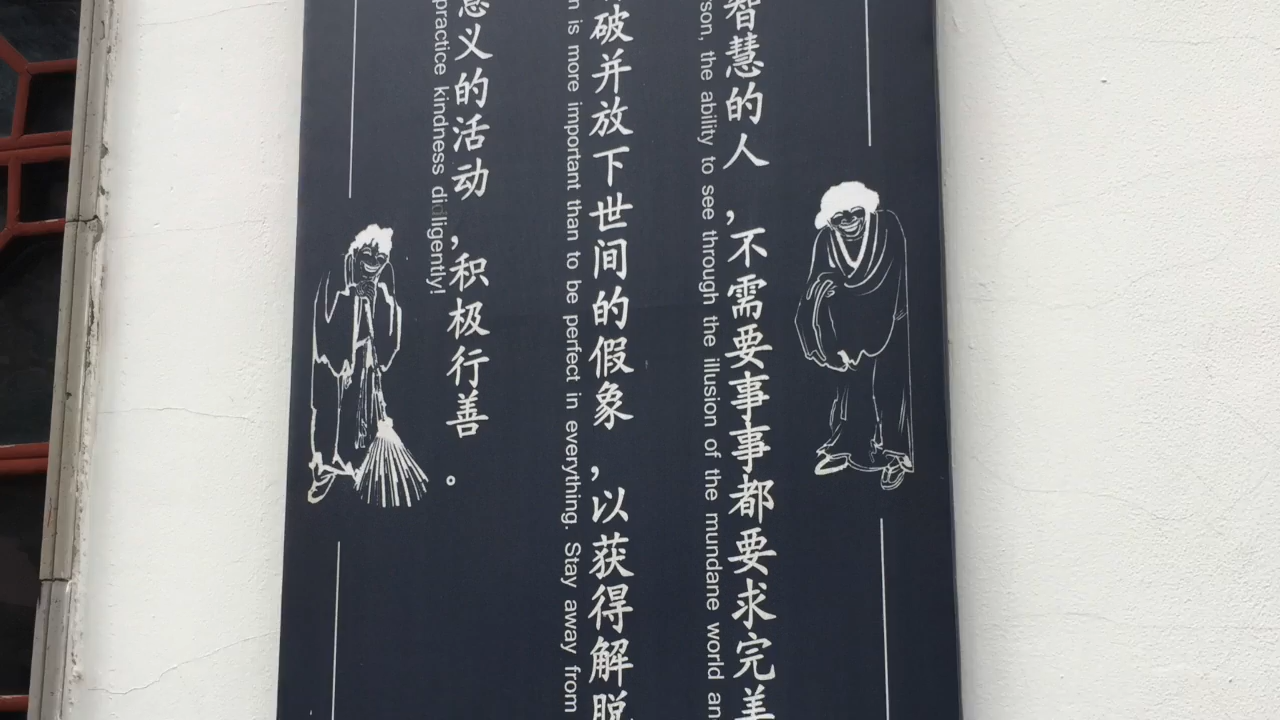 智慧的人，不需要事事都要求完美
rson, the ability to see through the illusion of the mundane world an
破并放下世间的假象，以获得解脱
n is more important than to be perfect in everything. Stay away from
意义的活动，积极行善。
practice kindness didligently!